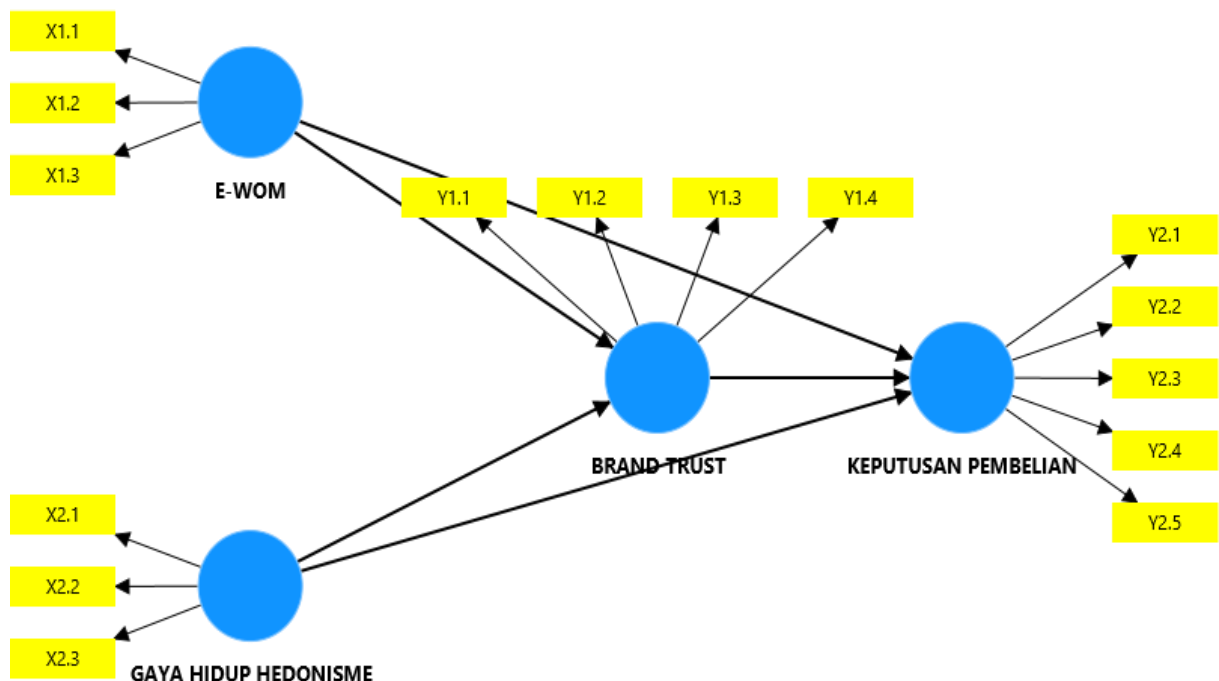 X1.1
X1.2
X1.3
E-WOM
Y1.1
Y1.2
Y1.3
Y1.4
Y2.1
Y2.2
Y2.3
Y2.4
Y2.5
BRAND TRUST
KEPUTUSAN PEMBELIAN
X2.1
X2.2
X2.3
GAYA HIDUP HEDONISME